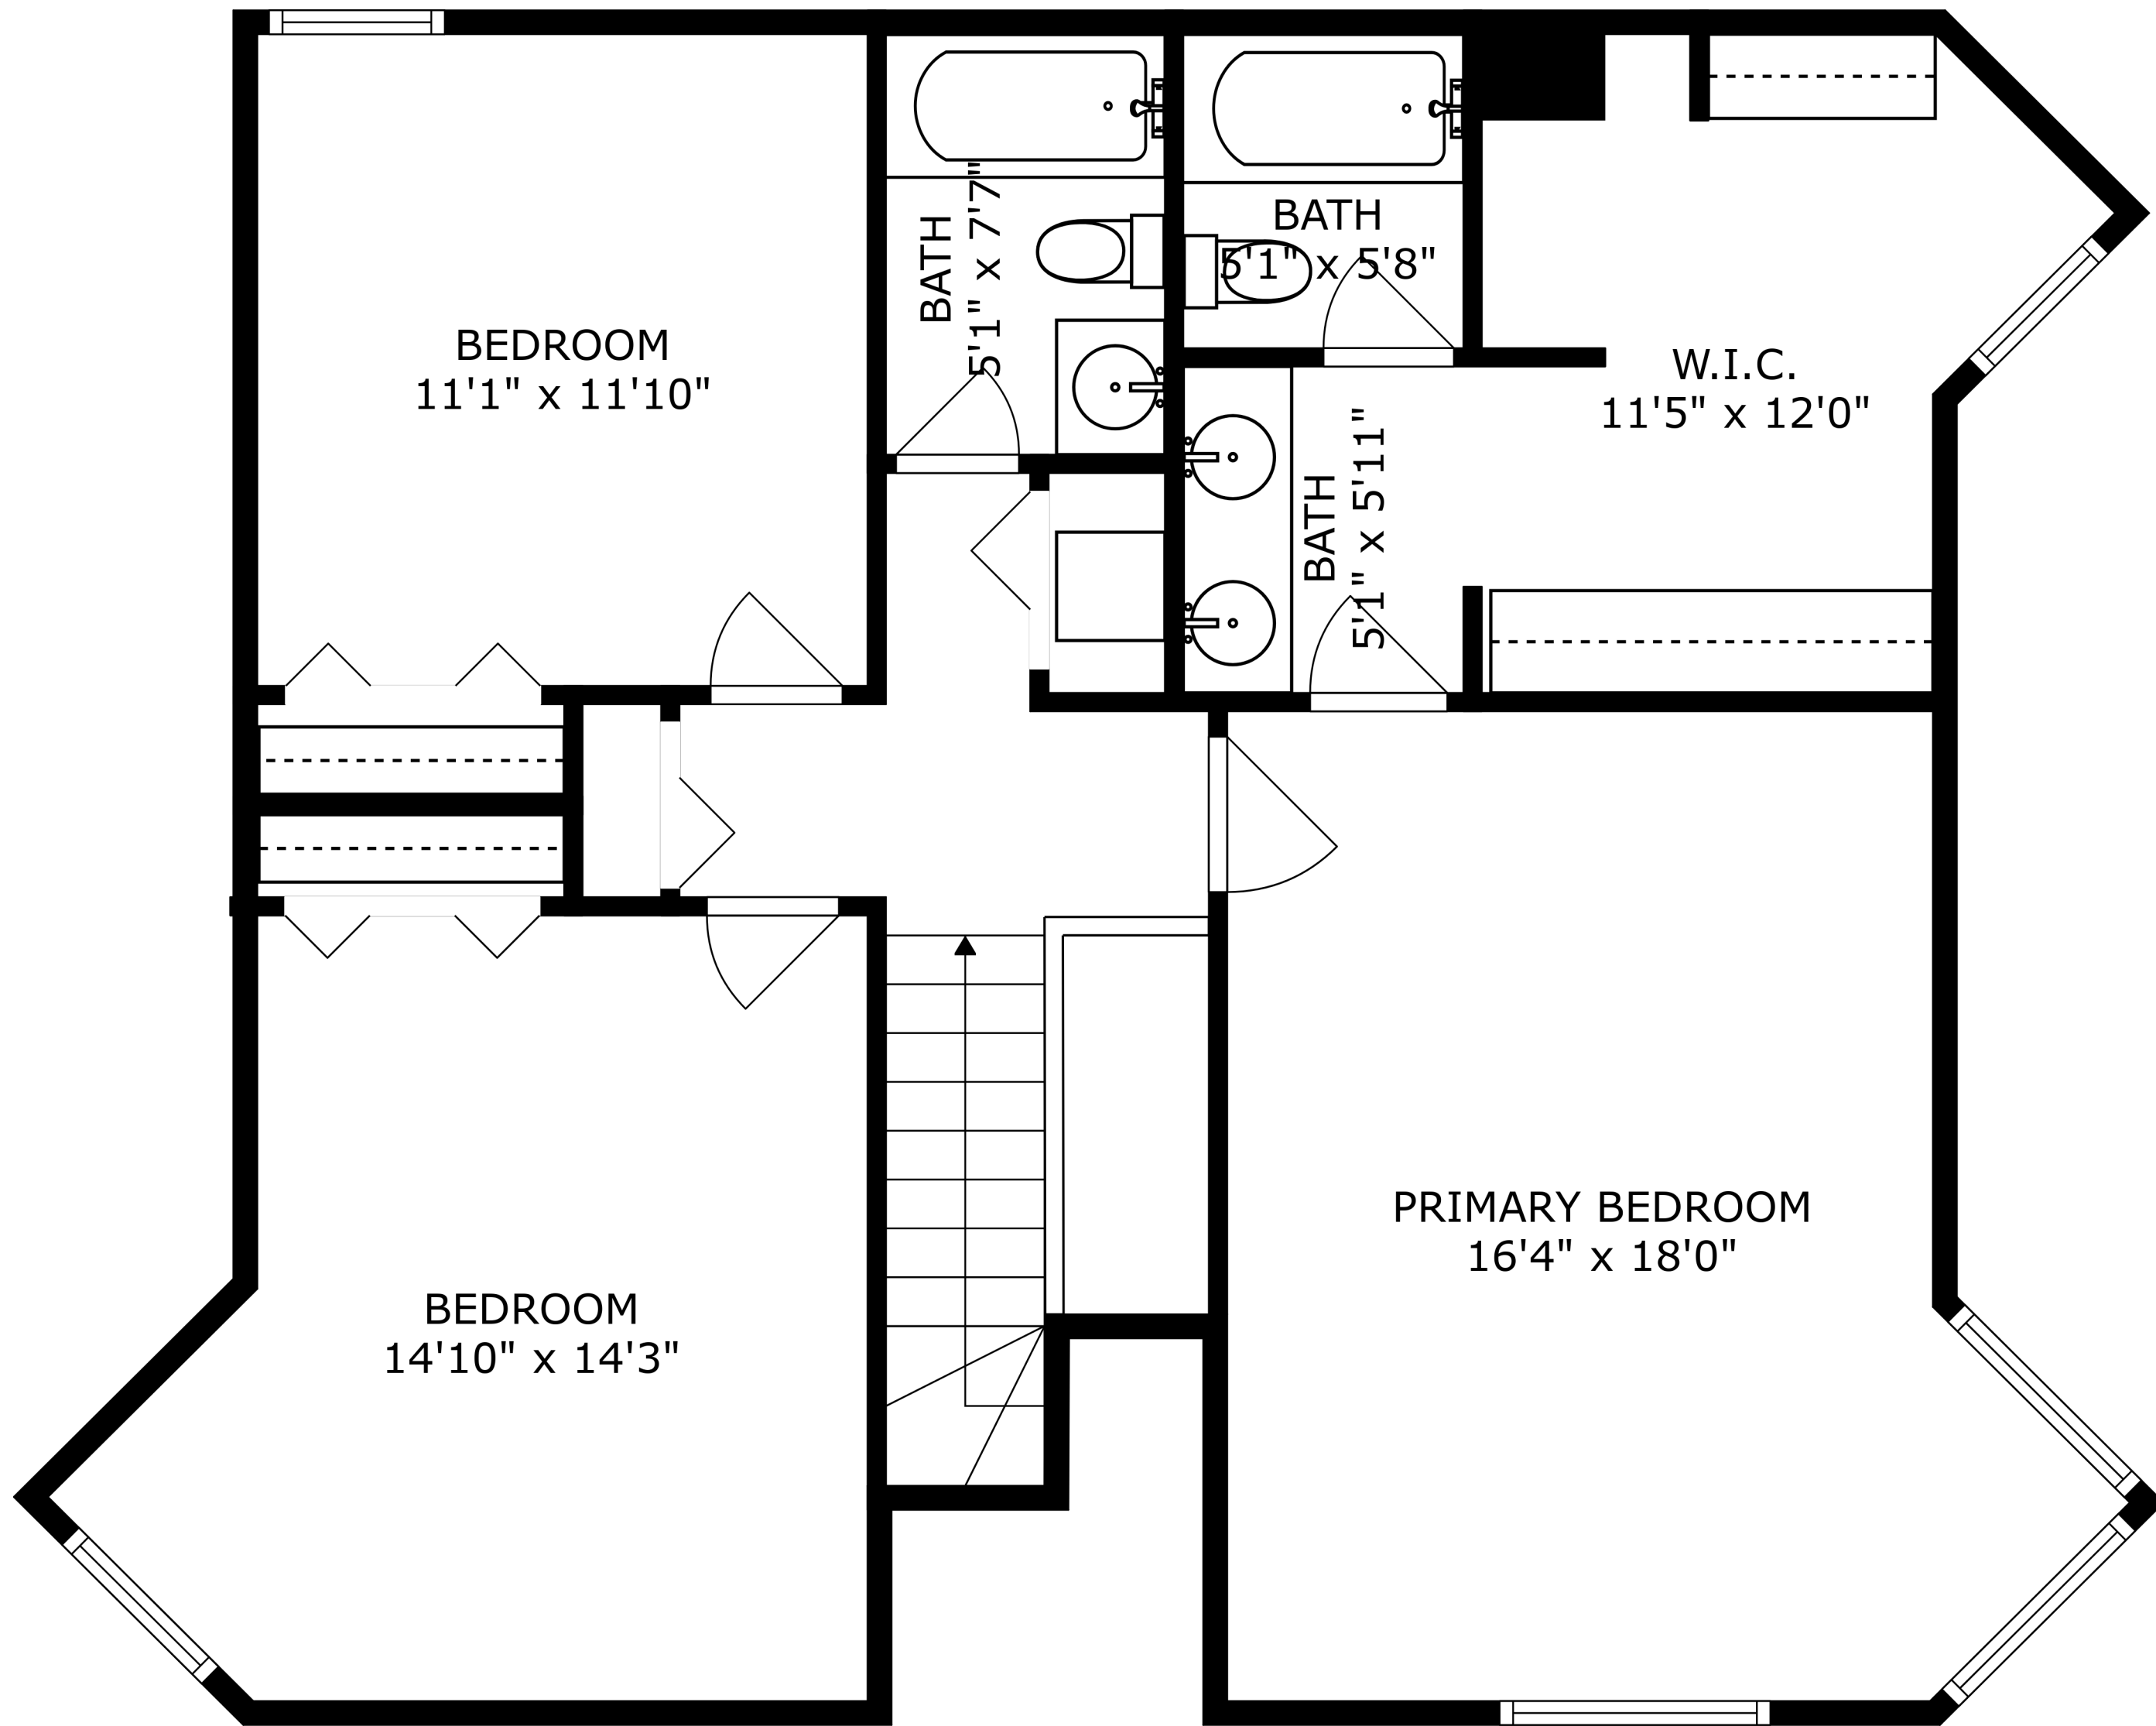 BATH
5'1" x 7'7"
BATH
5'1" x 5'8"
BEDROOM
11'1" x 11'10"
W.I.C.
11'5" x 12'0"
BATH
5'1" x 5'11"
PRIMARY BEDROOM
16'4" x 18'0"
BEDROOM
14'10" x 14'3"